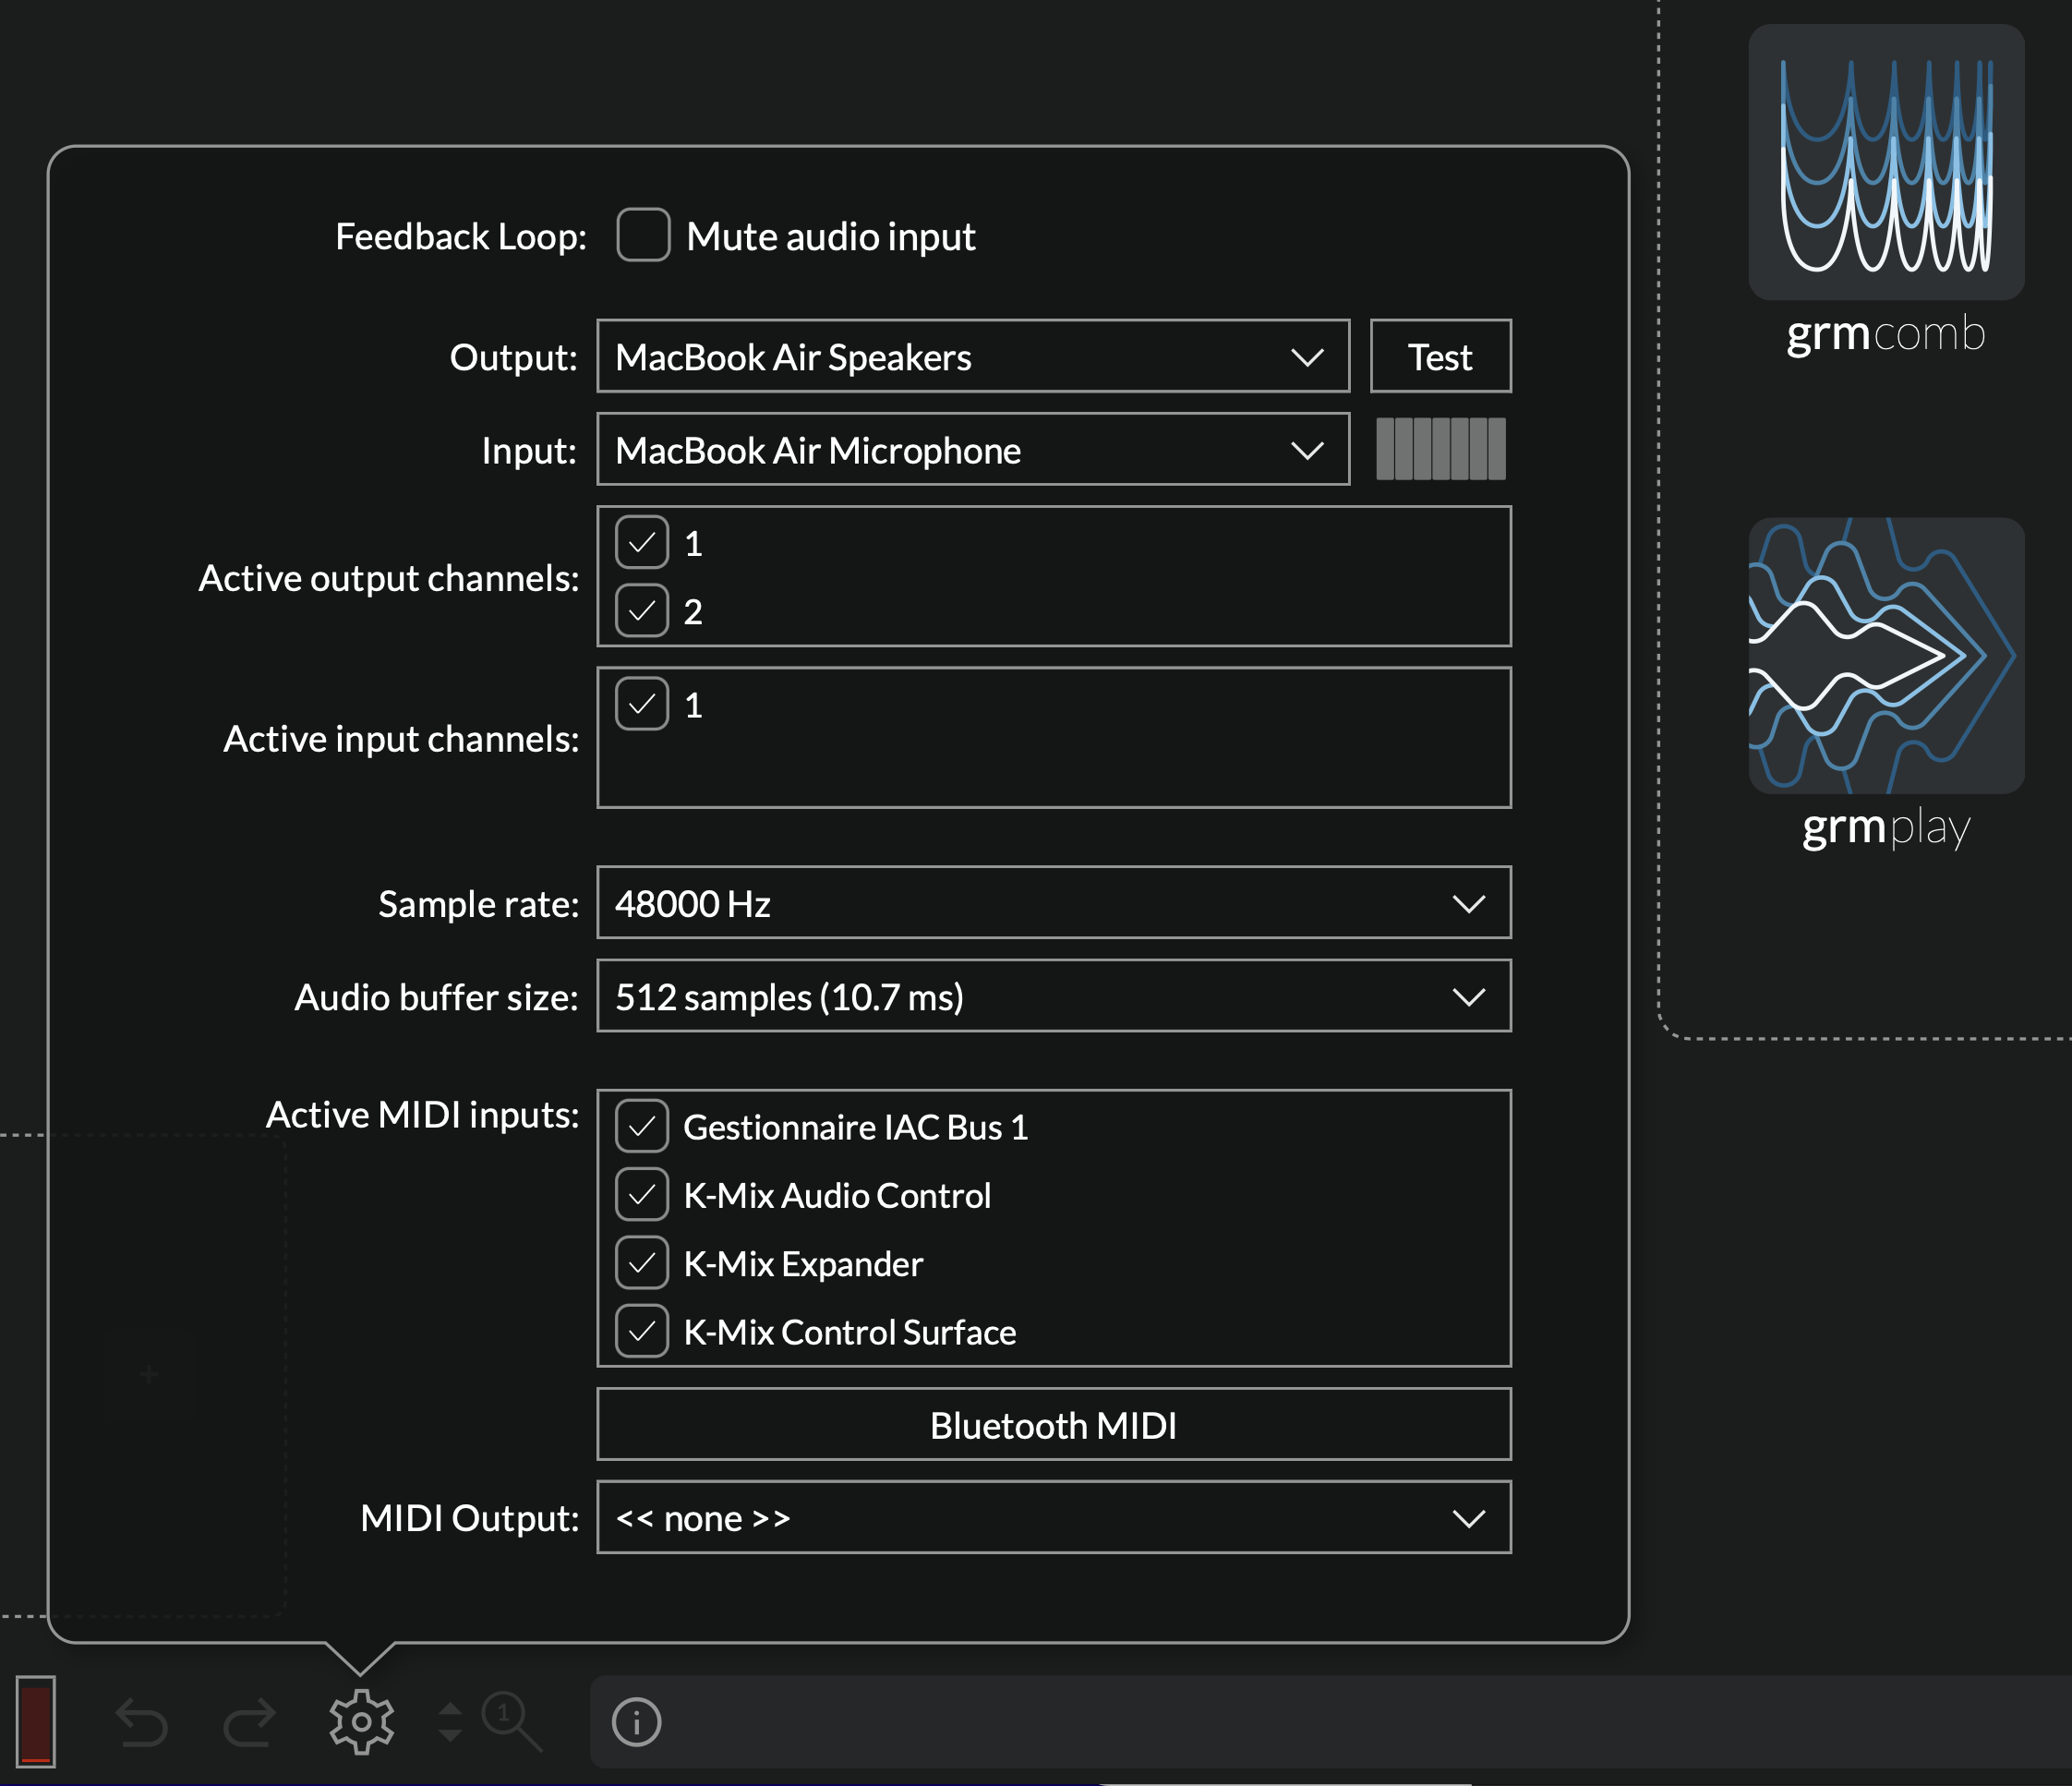 Feedback Loop: Mute audio input
Output: MacBook Air Speakers Test
Input: MacBook Air Microphone
Active output channels: 1
2
Active input channels: 1
Sample rate: 48000 Hz
Audio buffer size: 512 samples (10.7 ms)
Active MIDI inputs: Gestionnaire IAC Bus 1
K-Mix Audio Control
K-Mix Expander
K-Mix Control Surface
Bluetooth MIDI
MIDI Output: << none >>
1
grmcomb
grmplay